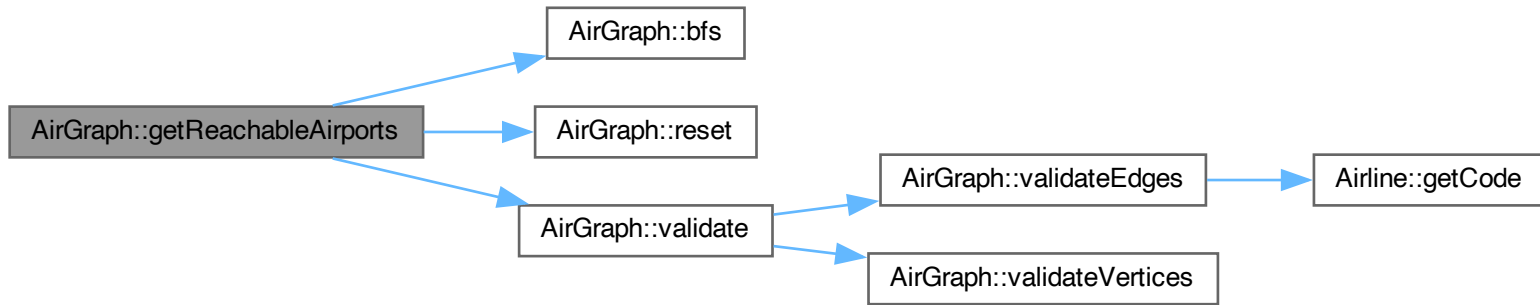 AirGraph::bfs
AirGraph::getReachableAirports
AirGraph::reset
AirGraph::validateEdges
Airline::getCode
AirGraph::validate
AirGraph::validateVertices